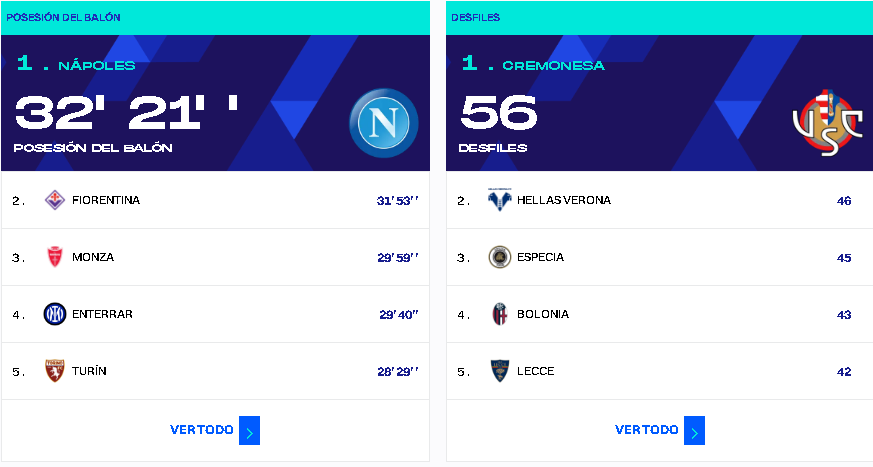 POSESIÓN DEL BALÓN
1 . NÁPOLES
32' 21' '
POSESIÓN DEL BALÓN
2. FIORENTINA 31'53''
3. MONZA 29'59''
4. ENTERRAR 29'40"
5. TURÍN 28'29''
VERTODO >
DESFILES
1 . CREMONESA
56
DESFILES
2. HELLAS VERONA 46
3. ESPECIA 45
4. BOLONIA 43
5. LECCE 42
VERTODO >